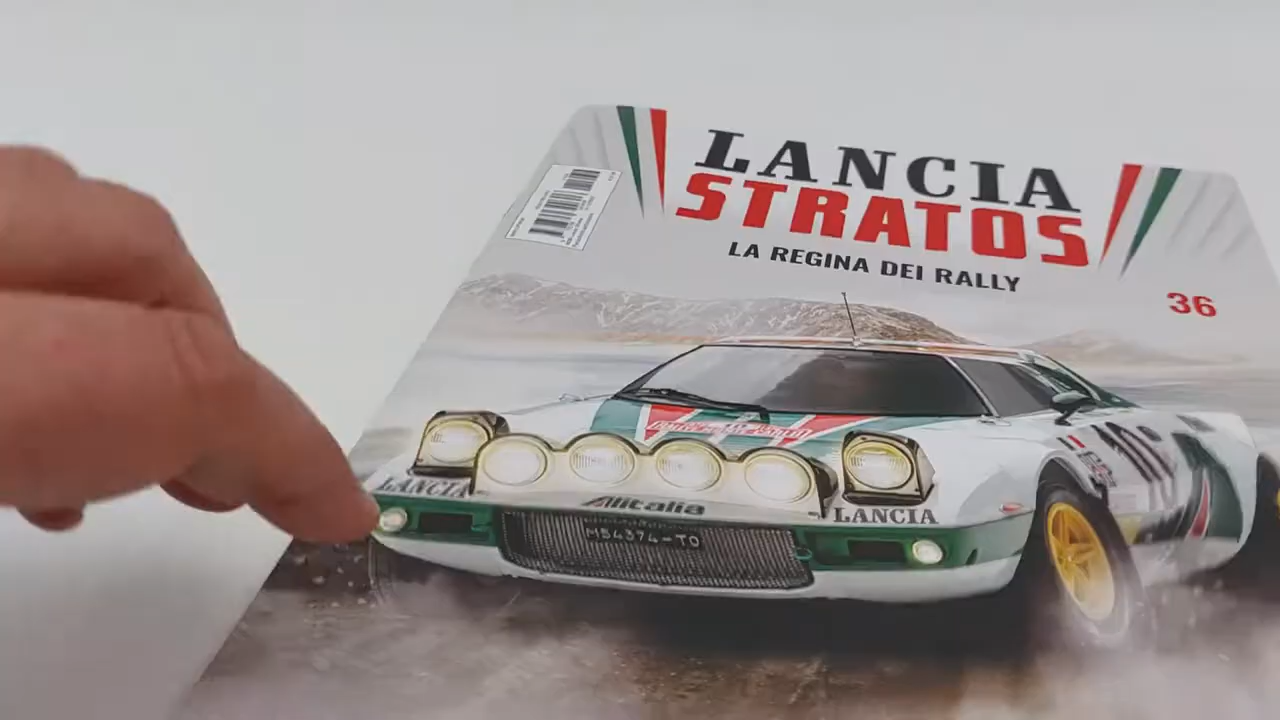 LANCIA
STRATOS
LA REGINA DEI RALLY
36
LANCIA
Alitalia
LANCIA
M54374-TO